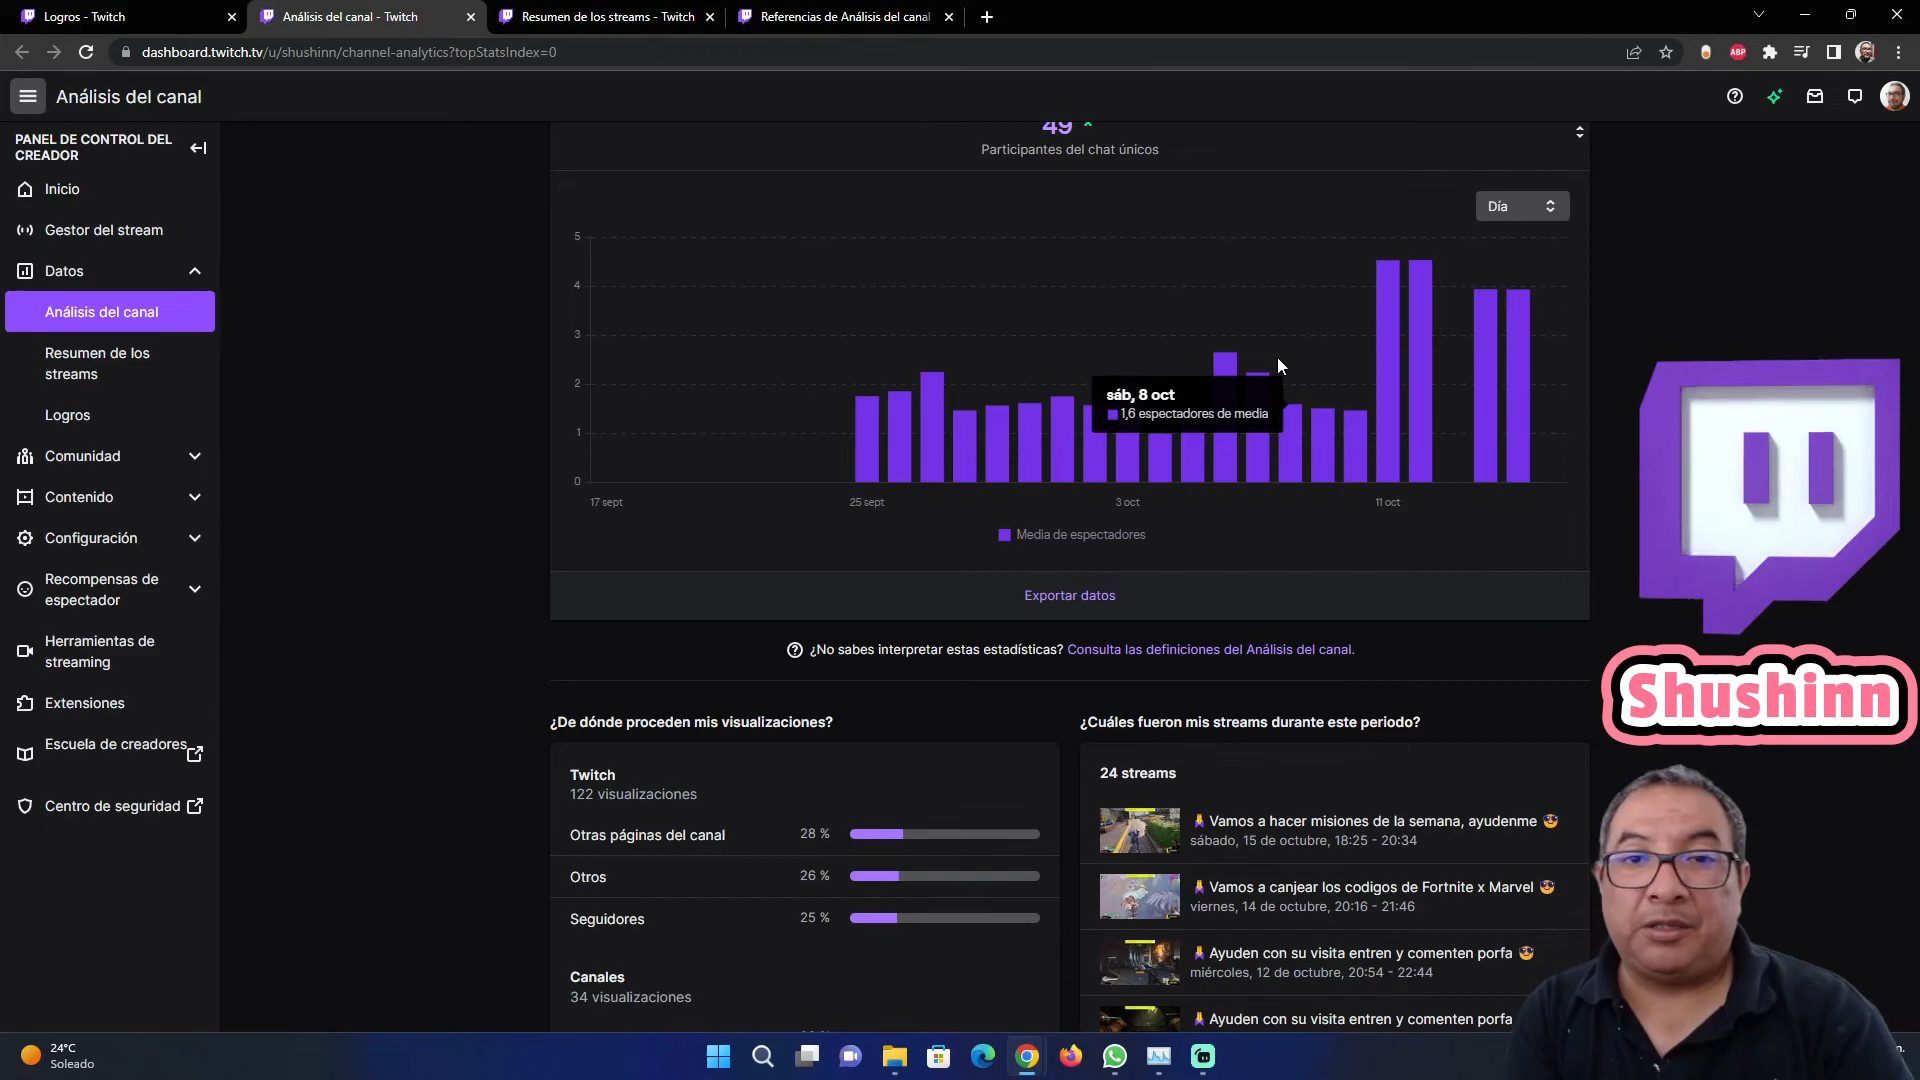 Logros - Twitch
Análisis del canal - Twitch
Resumen de los streams - Twitch
Referencias de Análisis del canal
dashboard.twitch.tv/u/shushinn/channel-analytics?topStatsIndex=0
ABP
Análisis del canal
PANEL DE CONTROL DEL
CREADOR
Inicio
Gestor del stream
Datos
Análisis del canal
Resumen de los
streams
Logros
Comunidad
Contenido
Configuración
Recompensas de
espectador
Herramientas de
streaming
Extensiones
Escuela de creadores
Centro de seguridad
49
Participantes del chat únicos
Día
5
4
3
2
1
0
sáb, 8 oct
1,6 espectadores de media
17 sept
25 sept
3 oct
11 oct
Media de espectadores
Exportar datos
¿No sabes interpretar estas estadísticas? Consulta las definiciones del Análisis del canal.
¿De dónde proceden mis visualizaciones?
Twitch
122 visualizaciones
Otras páginas del canal 28 %
Otros 26 %
Seguidores 25 %
Canales
34 visualizaciones
¿Cuáles fueron mis streams durante este periodo?
24 streams
Vamos a hacer misiones de la semana, ayudenme
sábado, 15 de octubre, 18:25 - 20:34
Vamos a canjear los codigos de Fortnite x Marvel
viernes, 14 de octubre, 20:16 - 21:46
Ayuden con su visita entren y comenten porfa
miércoles, 12 de octubre, 20:54 - 22:44
Ayuden con su visita entren y comenten porfa
Shushinn
24°C
Soleado